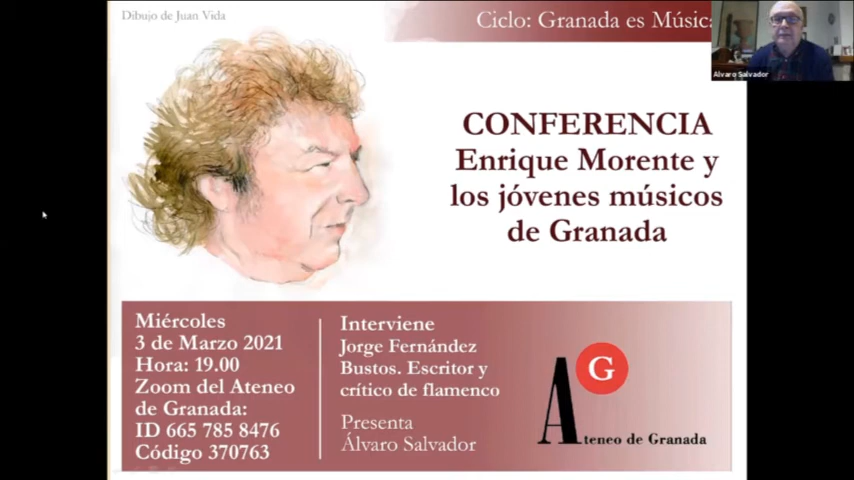 Dibujo de Juan Vida
Ciclo: Granada es Música
Alvaro Salvador
CONFERENCIA
Enrique Morente y
los jóvenes músicos
de Granada
Miércoles
3 de Marzo 2021
Hora: 19.00
Zoom del Ateneo
de Granada:
ID 665 785 8476
Código 370763
Interviene
Jorge Fernández
Bustos. Escritor y
crítico de flamenco
Presenta
Álvaro Salvador
G
Ateneo de Granada